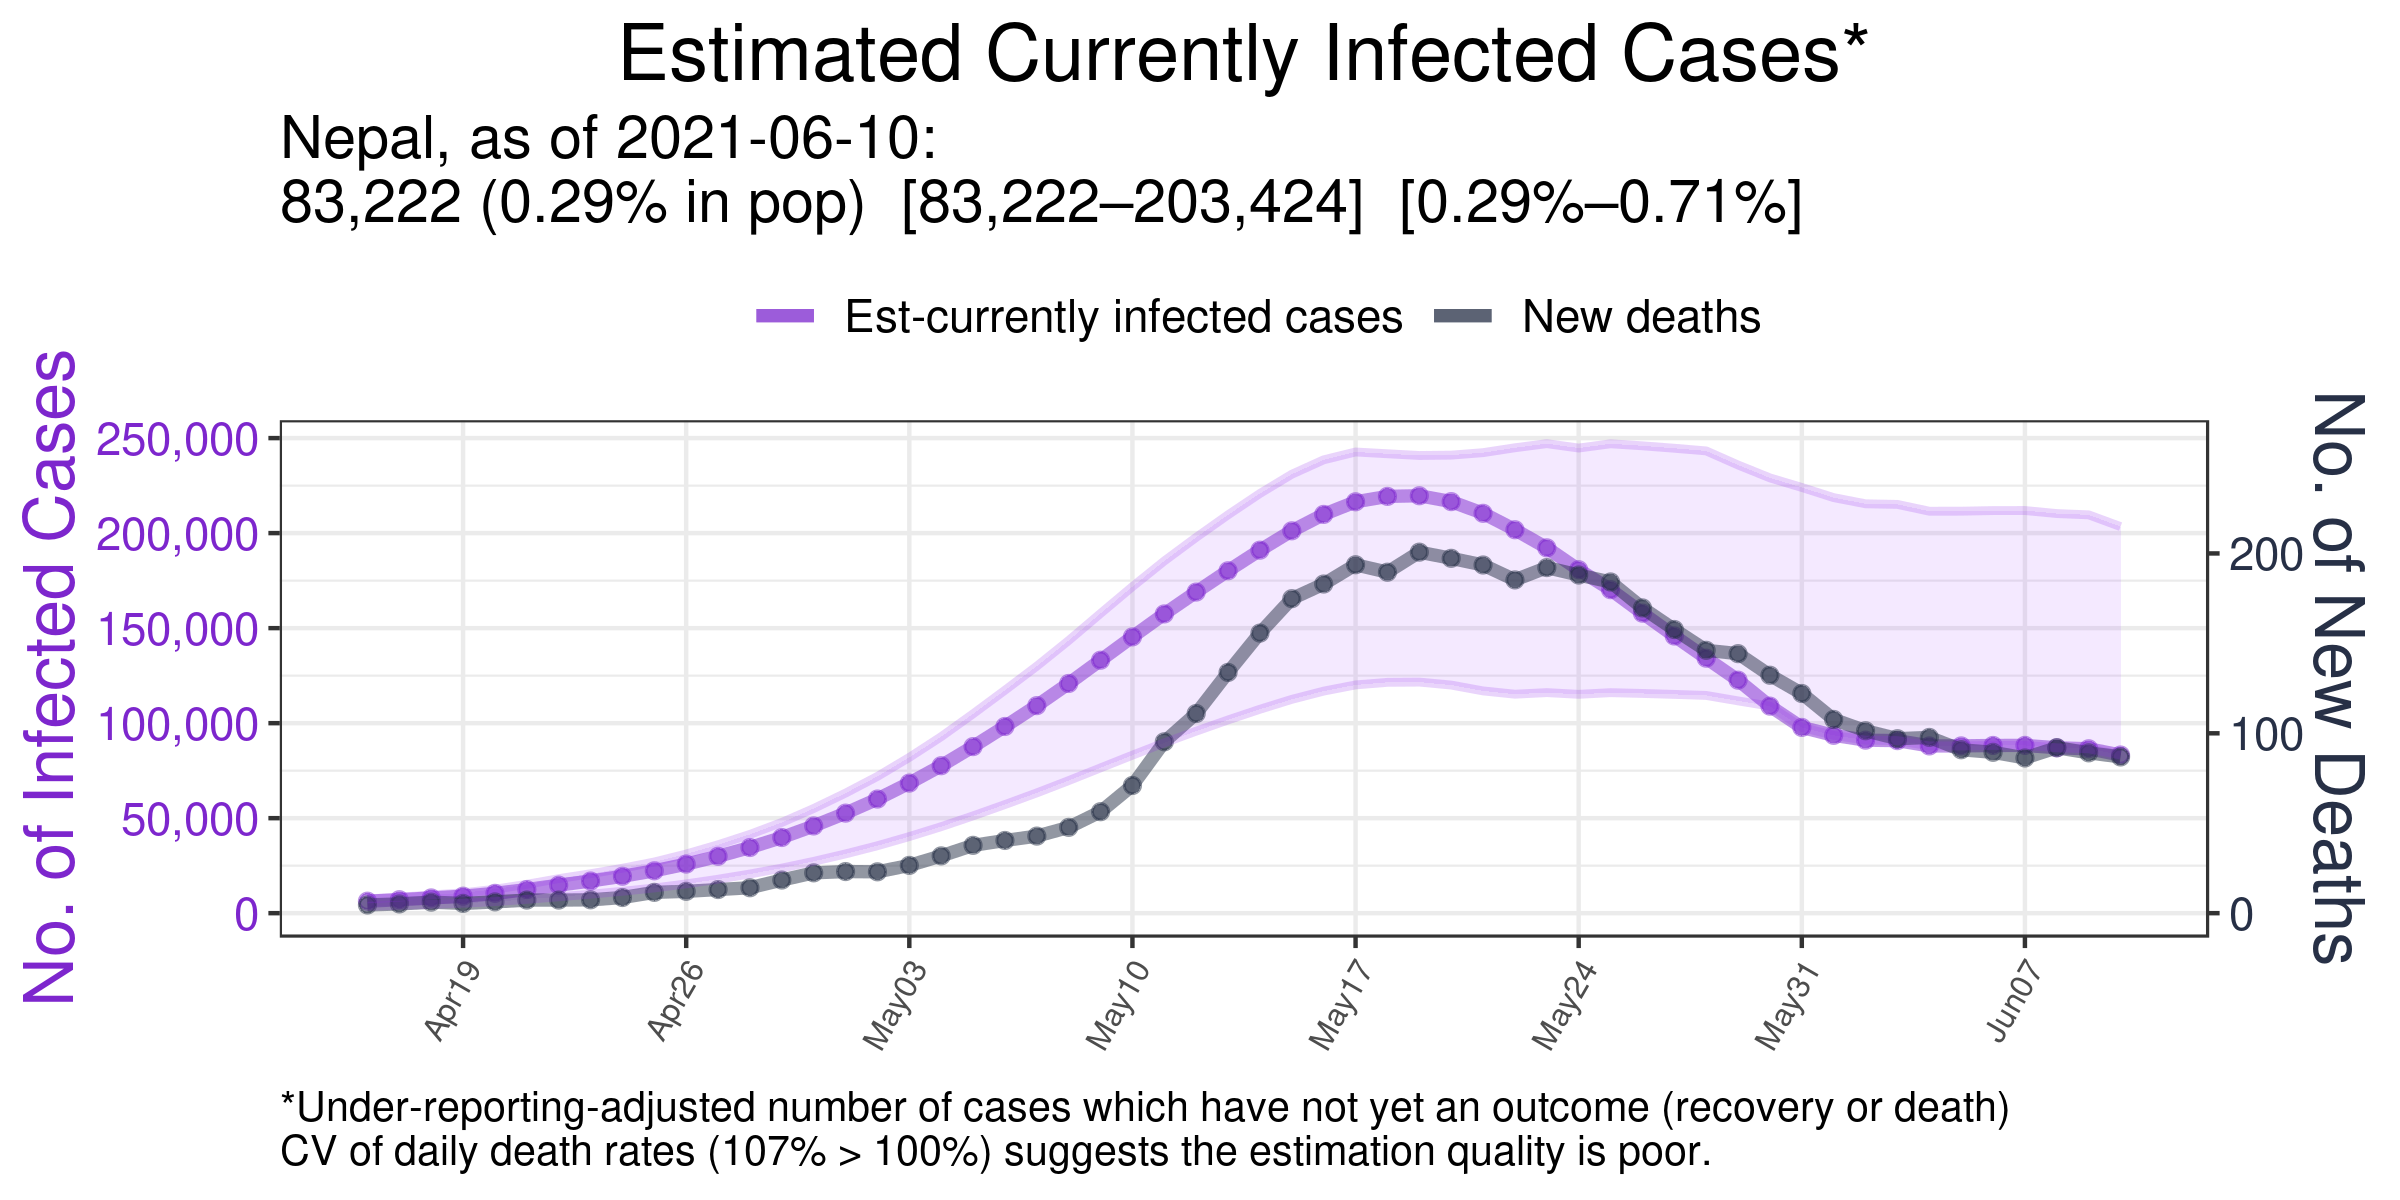 Estimated Currently Infected Cases*
Nepal, as of 2021-06-10:
83,222 (0.29% in pop)  [83,222–203,424]  [0.29%–0.71%]
Est-currently infected cases
New deaths
No. of Infected Cases
250,000
200,000
150,000
100,000
50,000
0
No. of New Deaths
200
100
0
Apr19
Apr26
May03
May10
May17
May24
May31
Jun07
*Under-reporting-adjusted number of cases which have not yet an outcome (recovery or death)
CV of daily death rates (107% > 100%) suggests the estimation quality is poor.